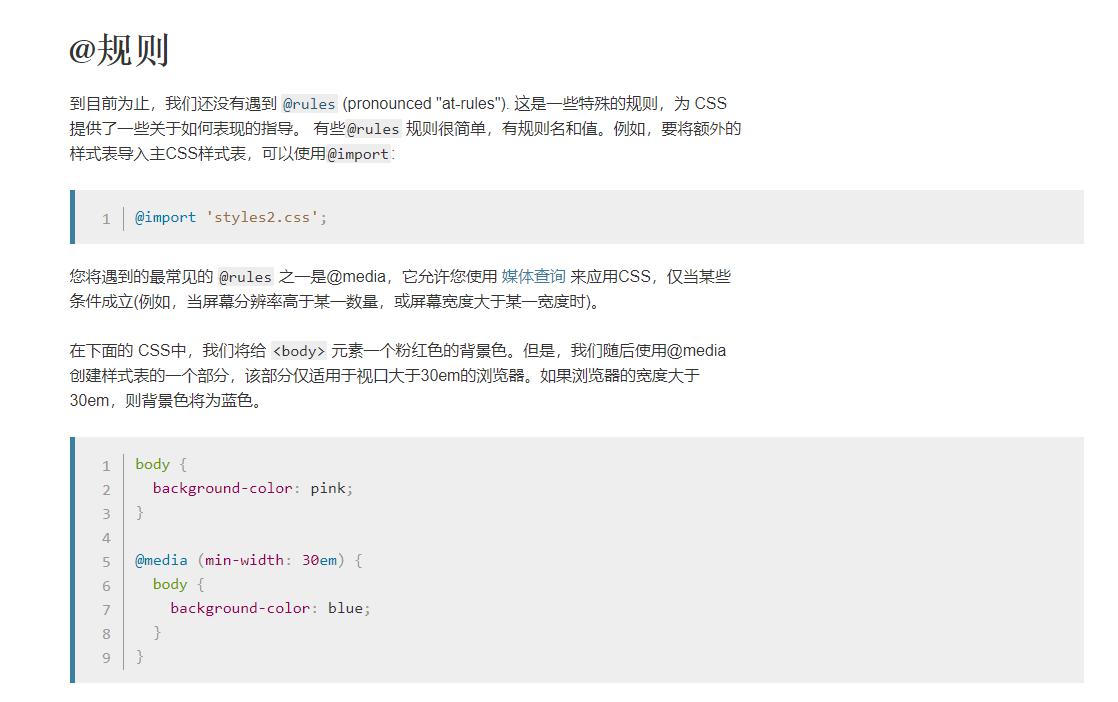 @规则
到目前为止，我们还没有遇到 @rules (pronounced "at-rules"). 这是一些特殊的规则，为 CSS
提供了一些关于如何表现的指导。 有些@rules 规则很简单，有规则名和值。例如，要将额外的
样式表导入主CSS样式表，可以使用@import:
1 @import 'styles2.css';
您将遇到的最常见的 @rules 之一是@media，它允许您使用 媒体查询 来应用CSS，仅当某些
条件成立(例如，当屏幕分辨率高于某一数量，或屏幕宽度大于某一宽度时)。
在下面的 CSS中，我们将给 <body> 元素一个粉红色的背景色。但是，我们随后使用@media
创建样式表的一个部分，该部分仅适用于视口大于30em的浏览器。如果浏览器的宽度大于
30em，则背景色将为蓝色。
1 body {
2   background-color: pink;
3 }
4
5 @media (min-width: 30em) {
6   body {
7     background-color: blue;
8   }
9 }